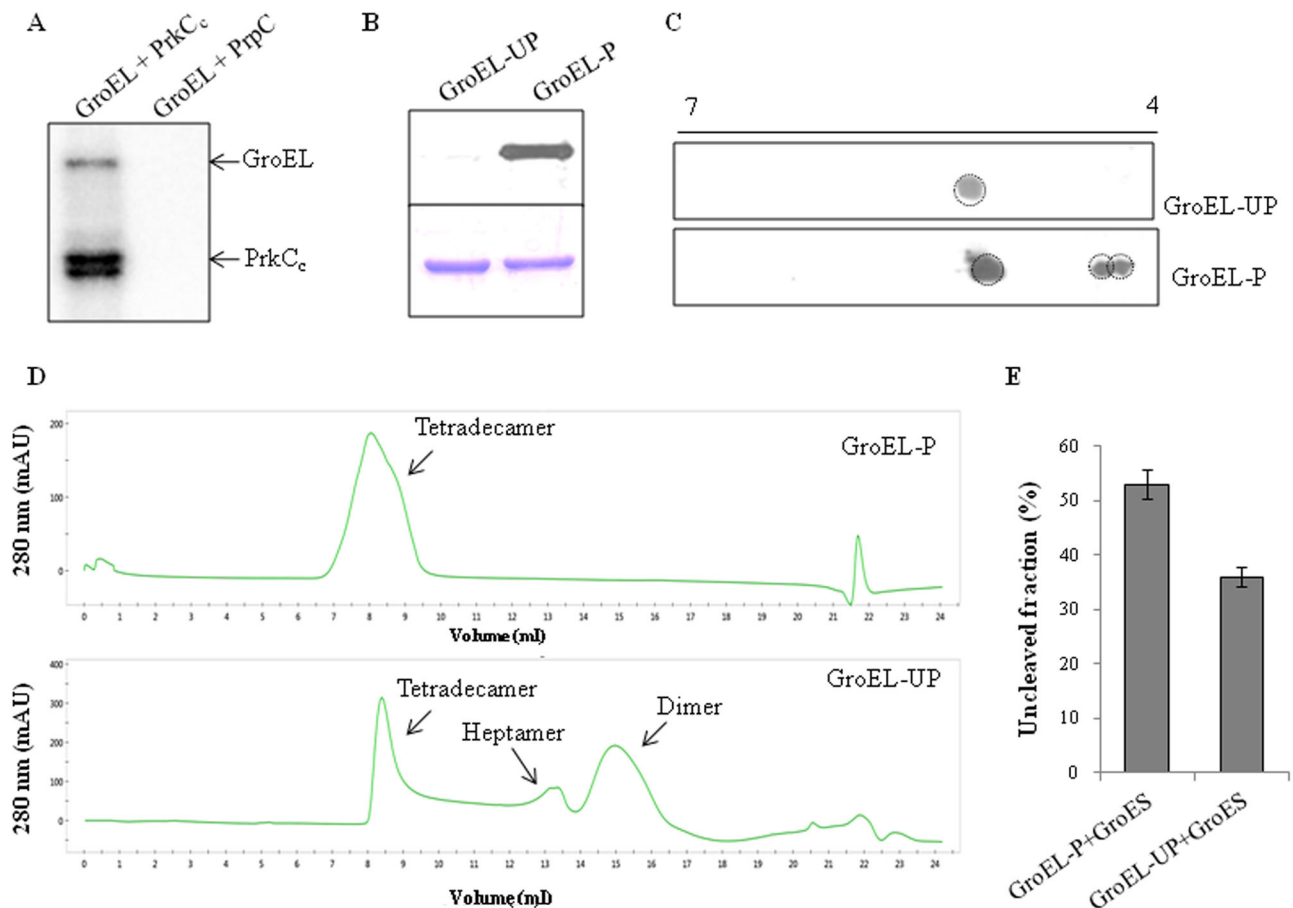 A
GroEL + PrkCc
GroEL + PrpC
GroEL
PrkCc
B
GroEL-UP
GroEL-P
C
7
4
GroEL-UP
GroEL-P
D
280 nm (mAU)
200
100
0
Tetradecamer
GroEL-P
0 1 2 3 4 5 6 7 8 9 10 11 12 13 14 15 16 17 18 19 20 21 22 23 24
Volume (ml)
280 nm (mAU)
400
300
200
100
0
Tetradecamer
Heptamer
Dimer
GroEL-UP
0 1 2 3 4 5 6 7 8 9 10 11 12 13 14 15 16 17 18 19 20 21 22 23 24
Volume (ml)
E
Uncleaved fraction (%)
60
50
40
30
20
10
0
GroEL-P+GroES
GroEL-UP+GroES